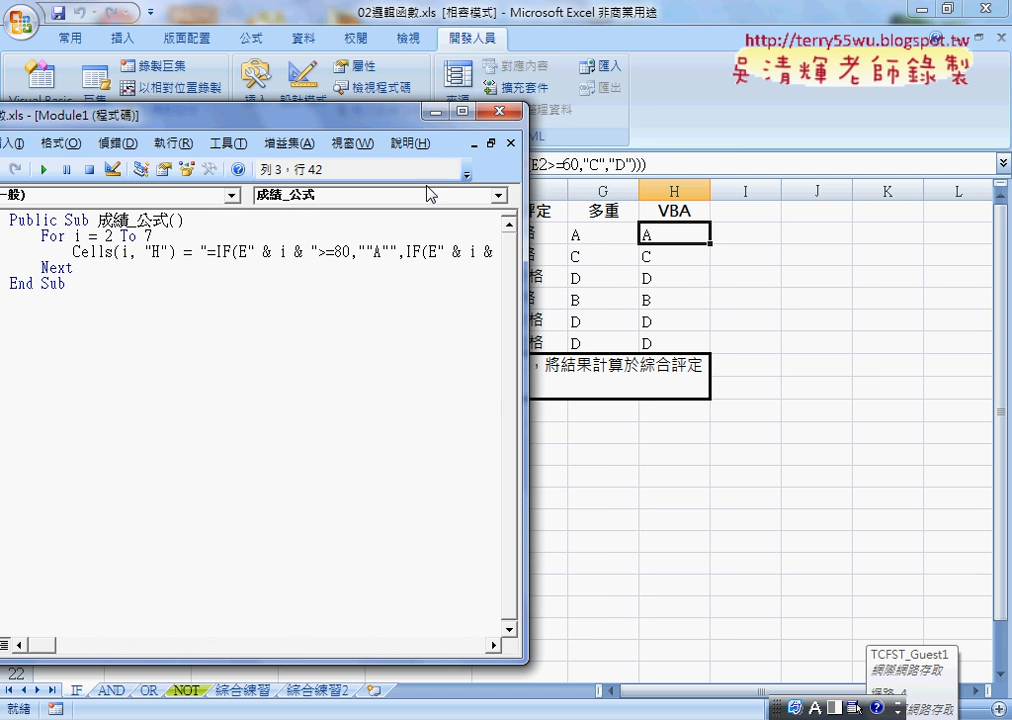 02邏輯函數.xls [相容模式] - Microsoft Excel 非商業用途
常用 插入 版面配置 公式 資料 校閱 檢視 開發人員
http://terry55wu.blogspot.tw
吳清輝老師錄製
錄製巨集 屬性 對應內容 匯入
以相對位置錄製 檢視程式碼 擴充套件 匯出
Visual Basic 巨集
數.xls - [Module1 (程式碼)]
格式(O) 偵錯(D) 執行(R) 工具(T) 增益集(A) 視窗(W) 說明(H)
列 3，行 42
E2>=60,"C","D")))
成績_公式
G H I J K L
多重 VBA
Public Sub 成績_公式()
For i = 2 To 7
Cells(i, "H") = "=IF(E" & i & ">=80,""A"",IF(E" & i &
Next
End Sub
A A
C C
D D
B B
D D
D D
，將結果計算於綜合評定
22
IF AND OR NOT 綜合練習 綜合練習2
就緒
TCFST_Guest1
網際網路存取